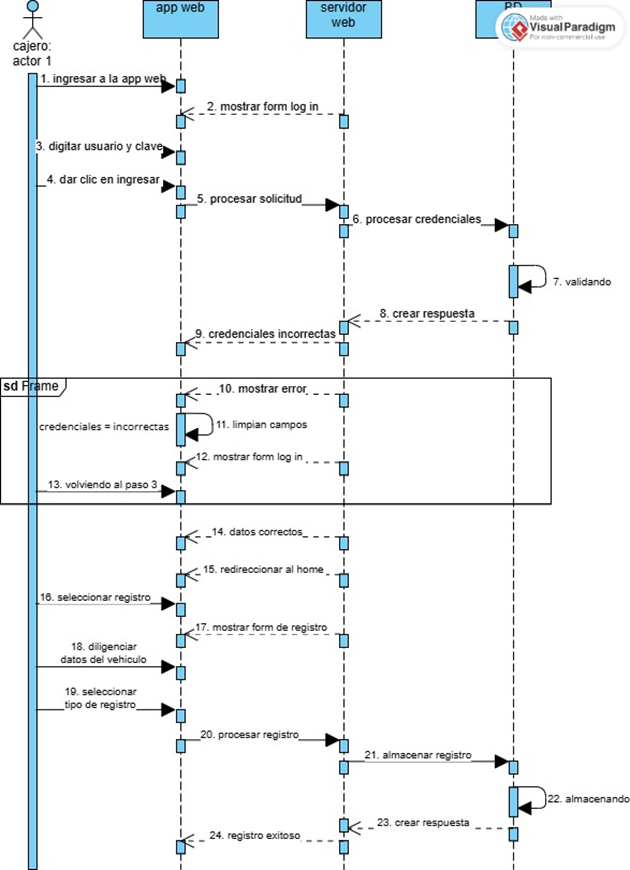 app web
servidor
web
Made with
VisualParadigm
For non-commercial use
cajero:
actor 1
1. ingresar a la app web
2. mostrar form log in
3. digitar usuario y clave
4. dar clic en ingresar
5. procesar solicitud
6. procesar credenciales
7. validando
8. crear respuesta
9. credenciales incorrectas
sd Frame
10. mostrar error
credenciales = incorrectas
11. limpian campos
12. mostrar form log in
13. volviendo al paso 3
14. datos correctos
15. redireccionar al home
16. seleccionar registro
17. mostrar form de registro
18. diligenciar
datos del vehiculo
19. seleccionar
tipo de registro
20. procesar registro
21. almacenar registro
22. almacenando
23. crear respuesta
24. registro exitoso